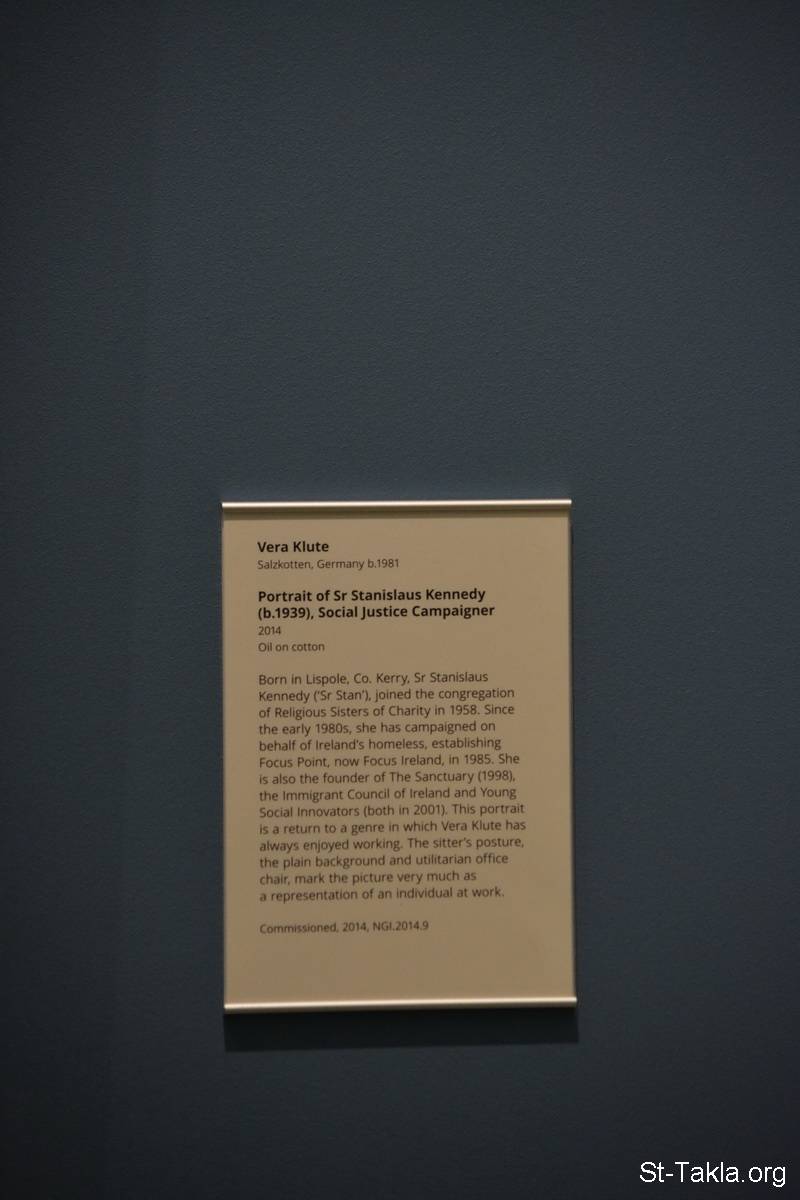 Vera Klute
Salzkotten, Germany b.1981
Portrait of Sr Stanislaus Kennedy
(b.1939), Social Justice Campaigner
2014
Oil on cotton
Born in Lispole, Co. Kerry, Sr Stanislaus
Kennedy (‘Sr Stan’), joined the congregation
of Religious Sisters of Charity in 1958. Since
the early 1980s, she has campaigned on
behalf of Ireland’s homeless, establishing
Focus Point, now Focus Ireland, in 1985. She
is also the founder of The Sanctuary (1998),
the Immigrant Council of Ireland and Young
Social Innovators (both in 2001). This portrait
is a return to a genre in which Vera Klute has
always enjoyed working. The sitter’s posture,
the plain background and utilitarian office
chair, mark the picture very much as
a representation of an individual at work.
Commissioned, 2014, NGI.2014.9
St-Takla.org